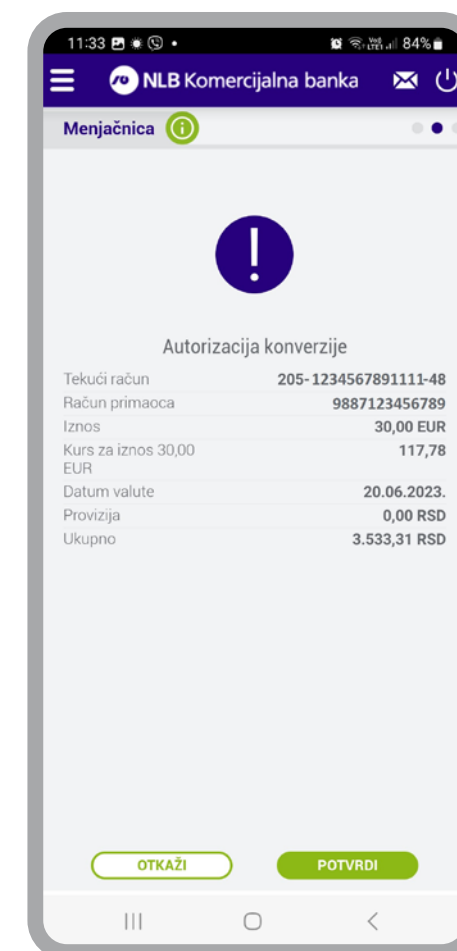 11:33 84%
NLB Komercijalna banka
Menjačnica i
!
Autorizacija konverzije
Tekući račun 205-1234567891111-48
Račun primaoca 9887123456789
Iznos 30,00 EUR
Kurs za iznos 30,00 117,78
EUR
Datum valute 20.06.2023.
Provizija 0,00 RSD
Ukupno 3.533,31 RSD
OTKAŽI POTVRDI